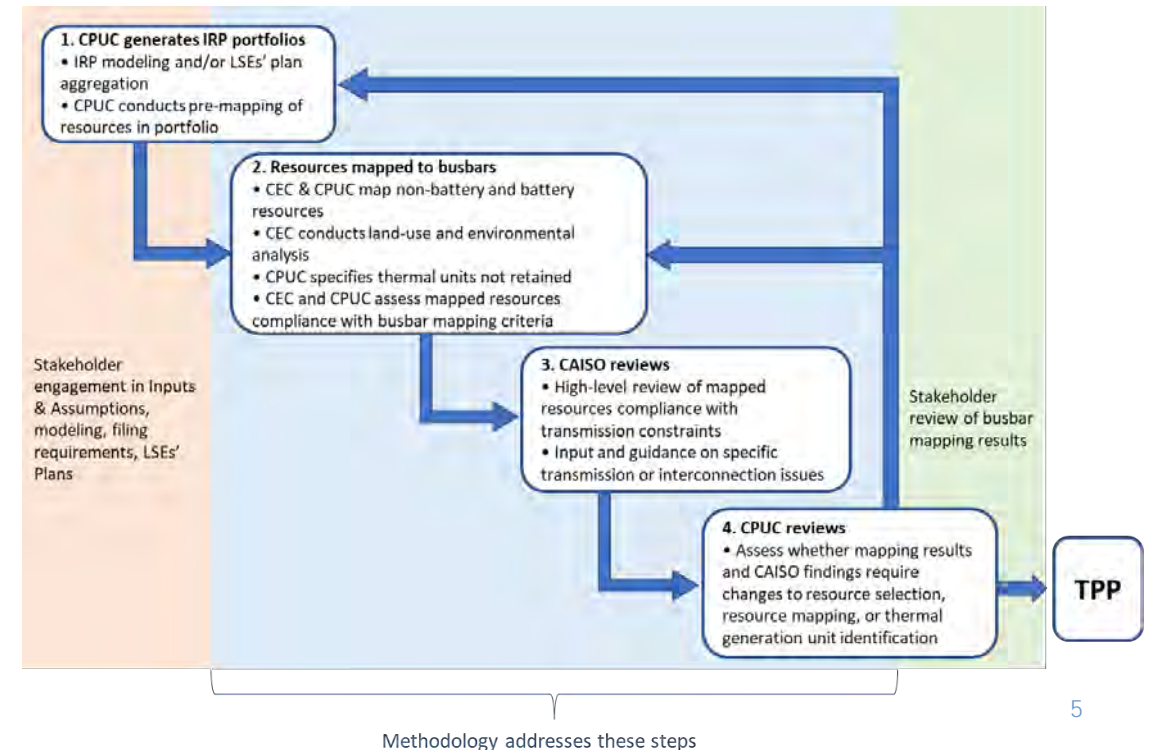 1. CPUC generates IRP portfolios
• IRP modeling and/or LSEs' plan
aggregation
• CPUC conducts pre-mapping of
resources in portfolio
2. Resources mapped to busbars
• CEC & CPUC map non-battery and battery
resources
• CEC conducts land-use and environmental
analysis
• CPUC specifies thermal units not retained
• CEC and CPUC assess mapped resources
compliance with busbar mapping criteria
Stakeholder
engagement in Inputs
& Assumptions,
modeling, filing
requirements, LSEs'
Plans
3. CAISO reviews
• High-level review of mapped
resources compliance with
transmission constraints
• Input and guidance on specific
transmission or interconnection issues
Stakeholder
review of busbar
mapping results
4. CPUC reviews
• Assess whether mapping results
and CAISO findings require
changes to resource selection,
resource mapping, or thermal
generation unit identification
TPP
5
Methodology addresses these steps